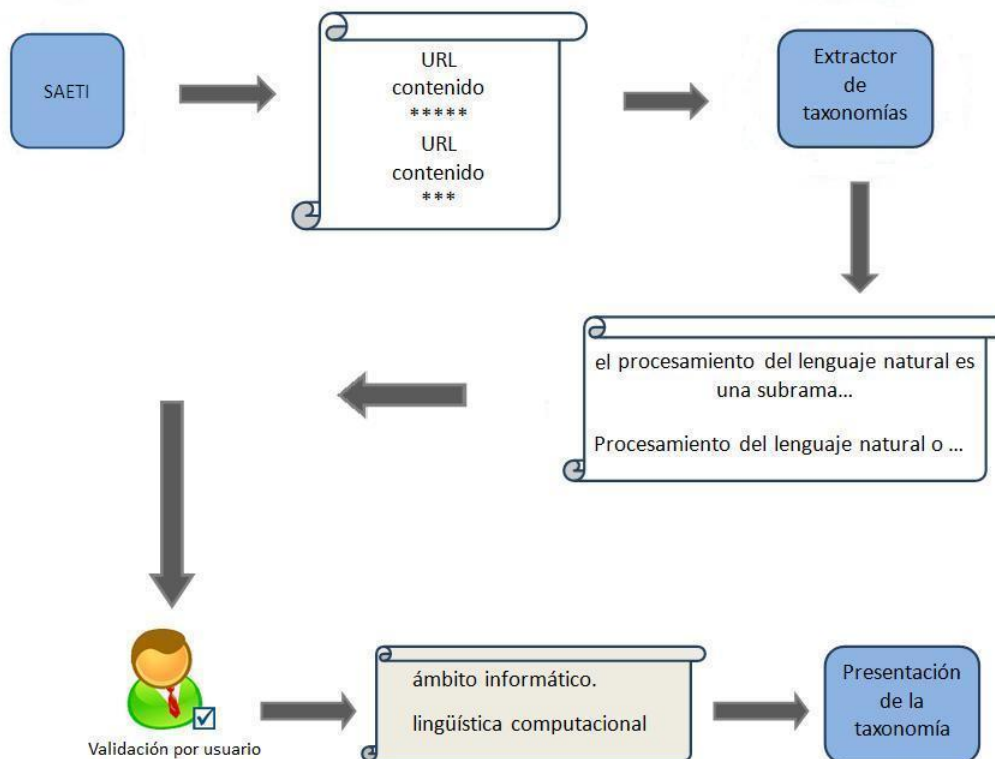 SAETI
URL
contenido
*****
URL
contenido
***
Extractor
de
taxonomías
el procesamiento del lenguaje natural es
una subrama...
Procesamiento del lenguaje natural o ...
Validación por usuario
ámbito informático.
lingüística computacional
Presentación
de la
taxonomía